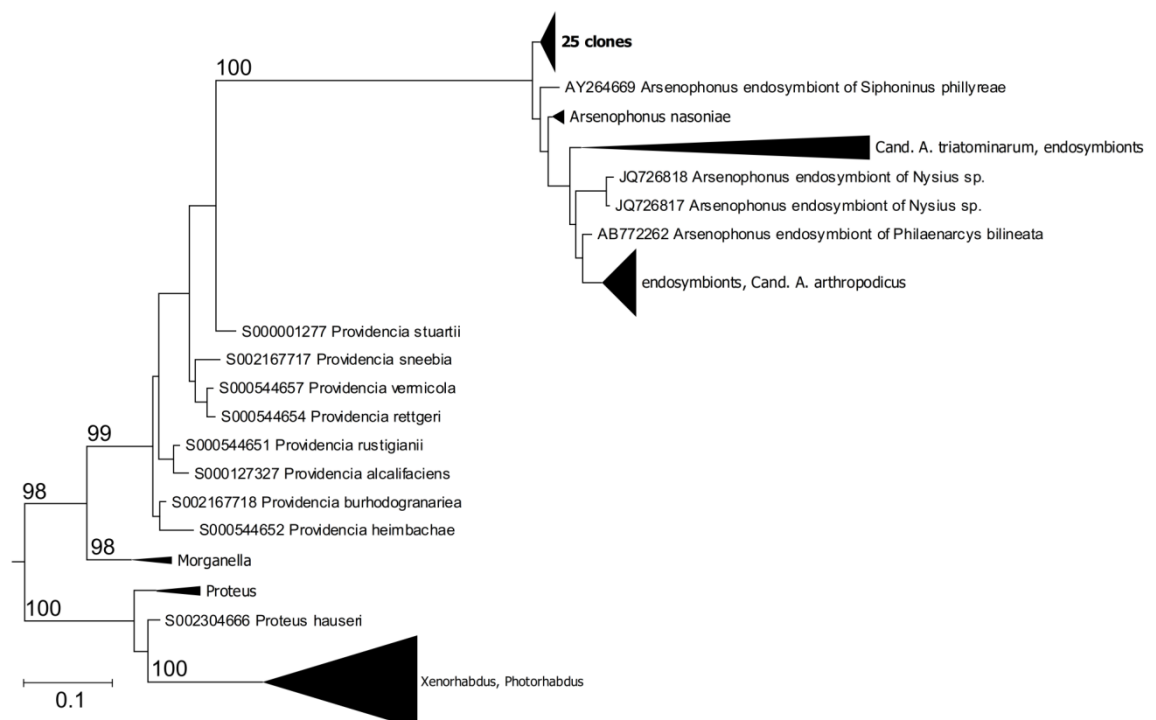 25 clones
100
AY264669 Arsenophonus endosymbiont of Siphoninus phillyreae
Arsenophonus nasoniae
Cand. A. triatominarum, endosymbionts
JQ726818 Arsenophonus endosymbiont of Nysius sp.
JQ726817 Arsenophonus endosymbiont of Nysius sp.
AB772262 Arsenophonus endosymbiont of Philaenarcys bilineata
endosymbionts, Cand. A. arthropodicus
S000001277 Providencia stuartii
S002167717 Providencia sneebia
S000544657 Providencia vermicola
S000544654 Providencia rettgeri
99
S000544651 Providencia rustigianii
S000127327 Providencia alcalifaciens
98
S002167718 Providencia burhodogranariea
S000544652 Providencia heimbachae
98
Morganella
Proteus
100
S002304666 Proteus hauseri
100
Xenorhabdus, Photorhabdus
0.1